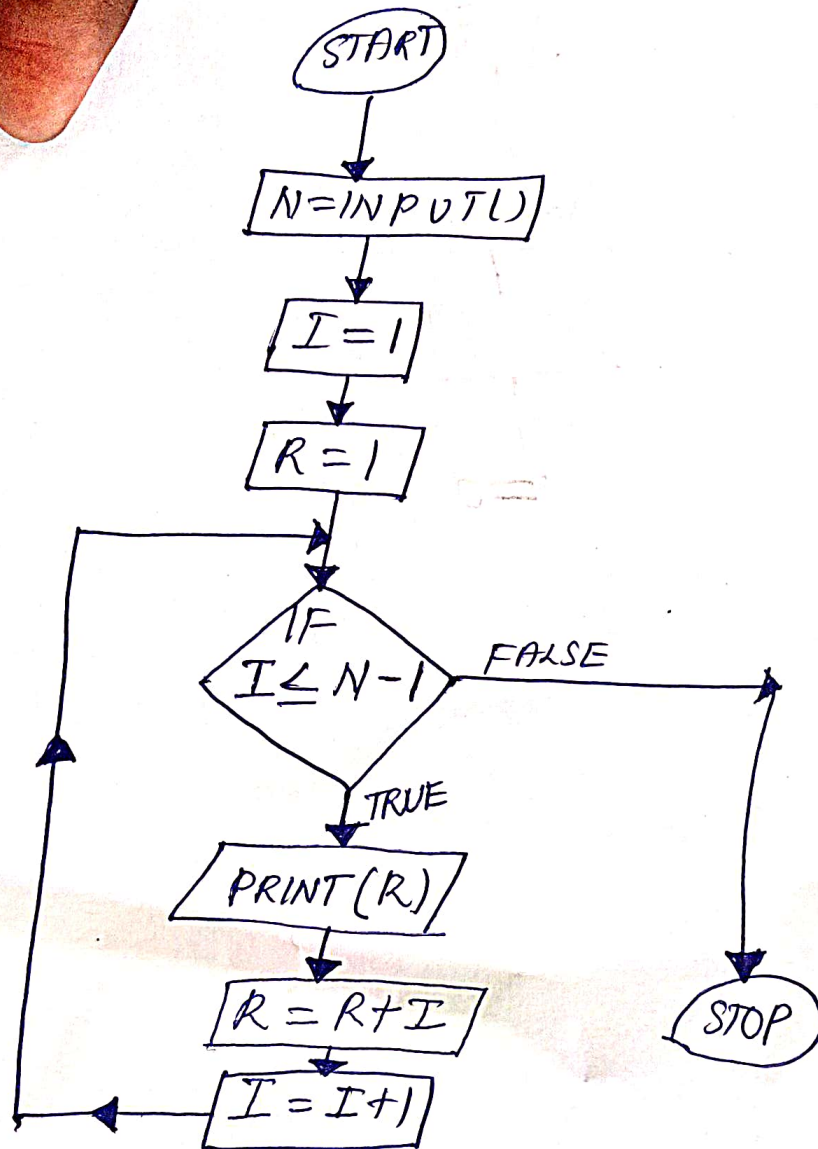 START
N=INPUT()
I=1
R=1
IF
I≤N-1
FALSE
TRUE
PRINT(R)
R=R+I
I=I+1
STOP